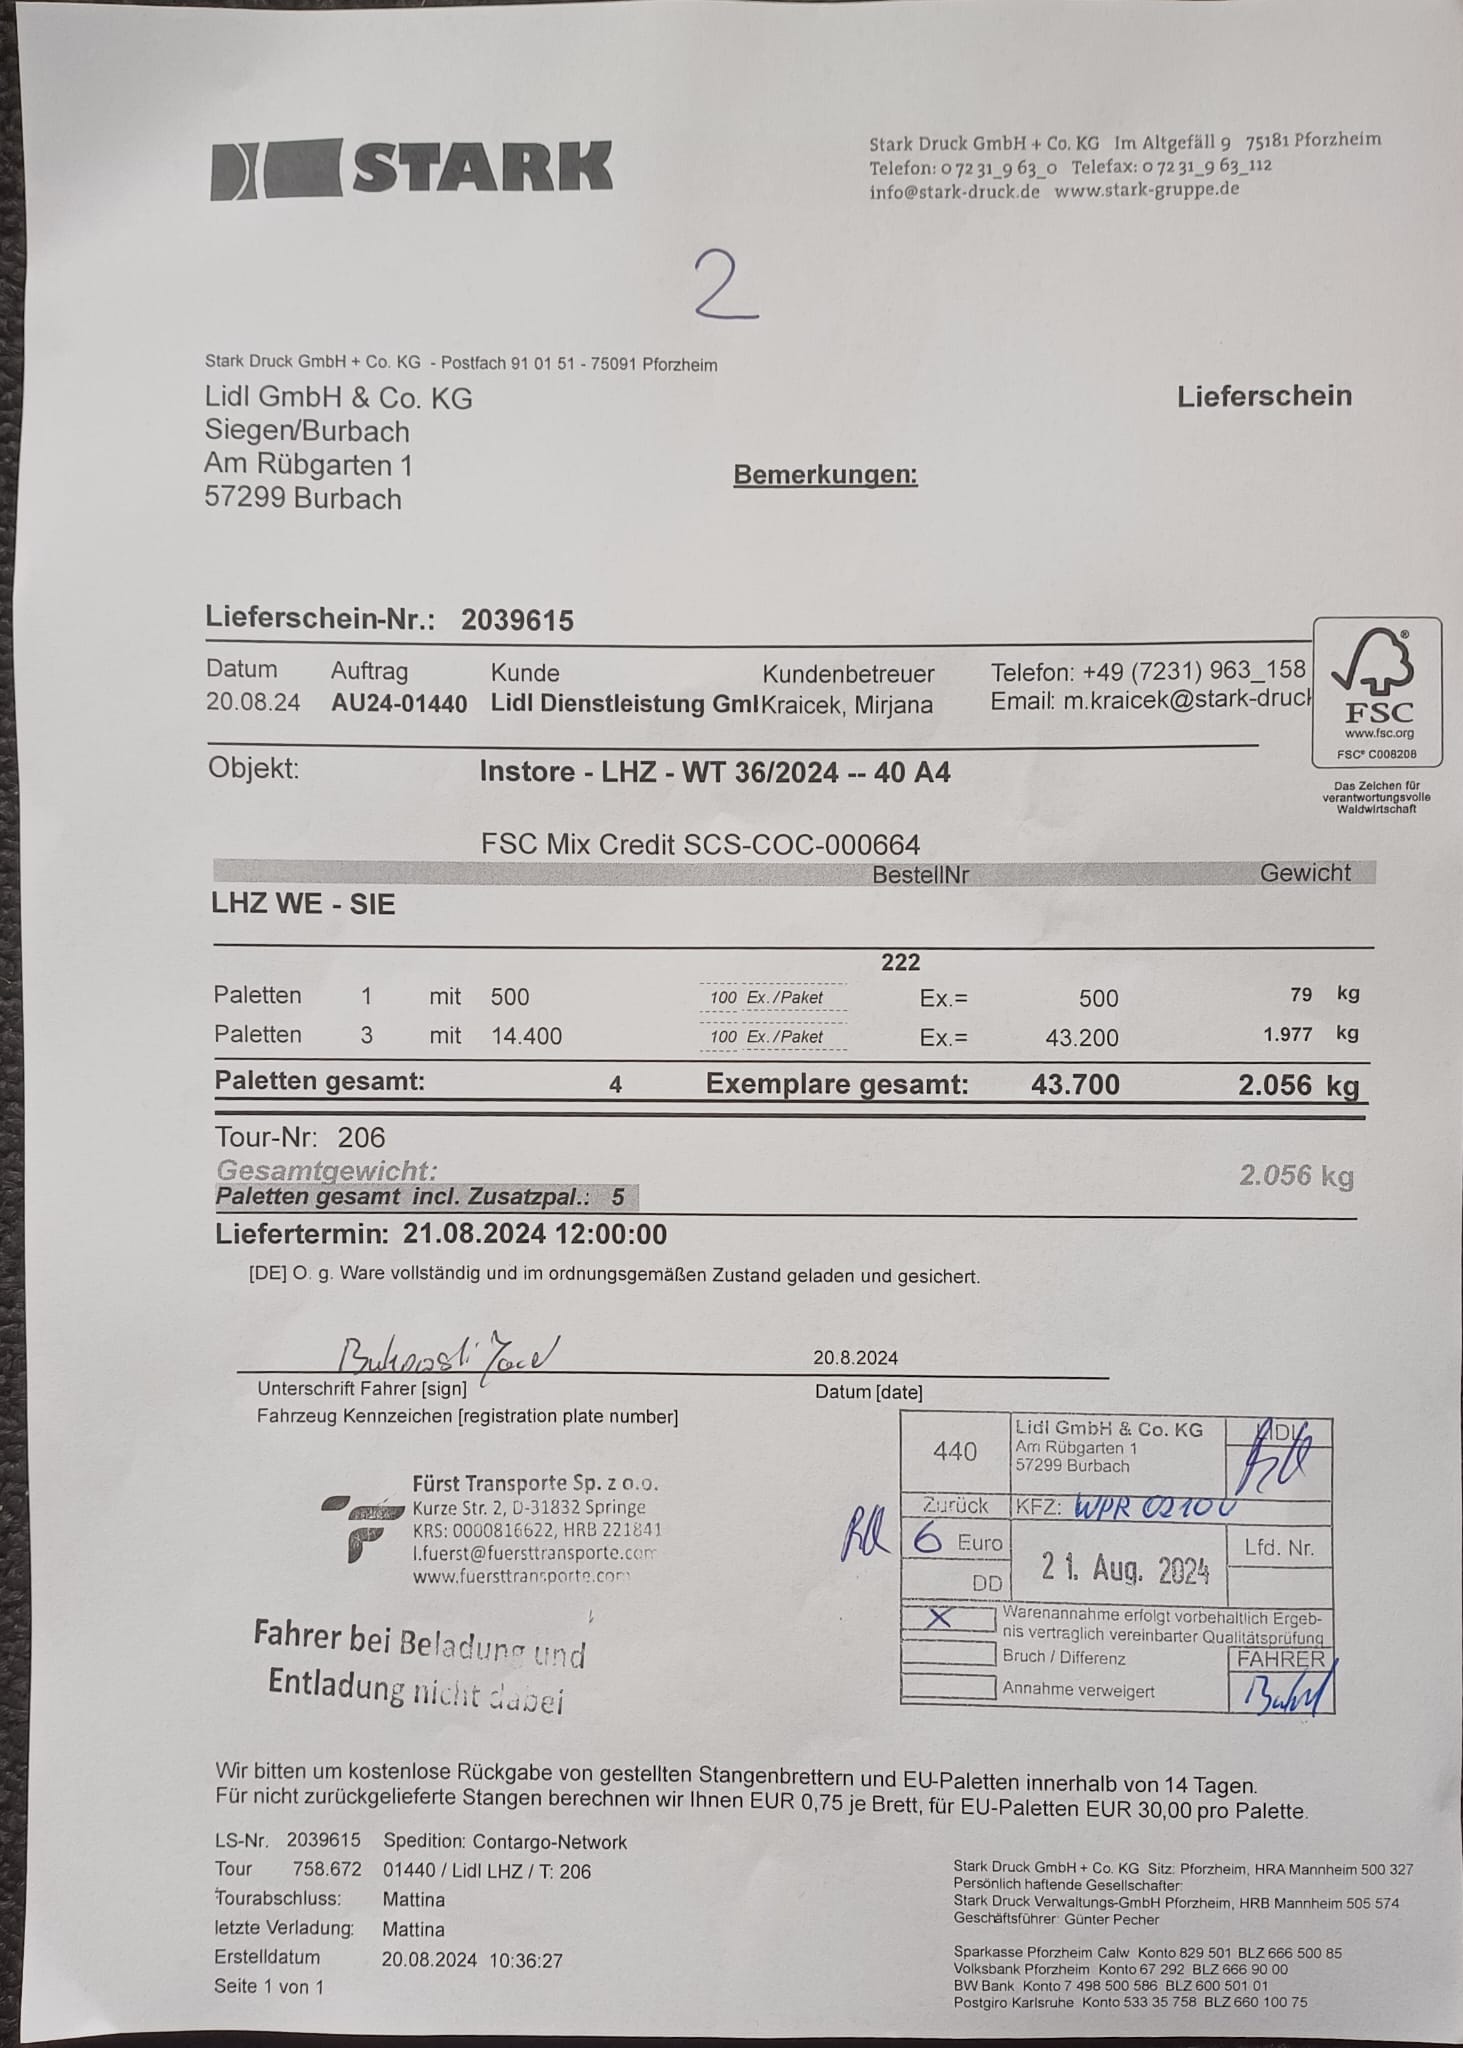 STARK
Stark Druck GmbH + Co. KG Im Altgefäll 9 75181 Pforzheim
Telefon: 0 72 31_9 63_0 Telefax: 0 72 31_9 63_112
info@stark-druck.de www.stark-gruppe.de
2
Stark Druck GmbH + Co. KG - Postfach 91 01 51 - 75091 Pforzheim
Lidl GmbH & Co. KG
Siegen/Burbach
Am Rübgarten 1
57299 Burbach
Lieferschein
Bemerkungen:
Lieferschein-Nr.: 2039615
Datum Auftrag Kunde Kundenbetreuer Telefon: +49 (7231) 963_158
20.08.24 AU24-01440 Lidl Dienstleistung Gml Kraicek, Mirjana Email: m.kraicek@stark-druck
FSC
www.fsc.org
FSC® C008208
Das Zeichen für
verantwortungsvolle
Waldwirtschaft
Objekt: Instore - LHZ - WT 36/2024 -- 40 A4
FSC Mix Credit SCS-COC-000664
BestellNr Gewicht
LHZ WE - SIE
222
Paletten 1 mit 500 100 Ex./Paket Ex.= 500 79 kg
Paletten 3 mit 14.400 100 Ex./Paket Ex.= 43.200 1.977 kg
Paletten gesamt: 4 Exemplare gesamt: 43.700 2.056 kg
Tour-Nr: 206
Gesamtgewicht: 2.056 kg
Paletten gesamt incl. Zusatzpal.: 5
Liefertermin: 21.08.2024 12:00:00
[DE] O. g. Ware vollständig und im ordnungsgemäßen Zustand geladen und gesichert.
20.8.2024
Unterschrift Fahrer [sign] Datum [date]
Fahrzeug Kennzeichen [registration plate number]
Fürst Transporte Sp. z o.o.
Kurze Str. 2, D-31832 Springe
KRS: 0000816622, HRB 221841
l.fuerst@fuersttransporte.com
www.fuersttransporte.com
Fahrer bei Beladung und
Entladung nicht dabei
440
Lidl GmbH & Co. KG
Am Rübgarten 1
57299 Burbach
LIDL
Zurück KFZ: WPR 02100
6 Euro
21. Aug. 2024
Lfd. Nr.
DD
X Warenannahme erfolgt vorbehaltlich Ergeb-
nis vertraglich vereinbarter Qualitätsprüfung
Bruch / Differenz
FAHRER
Annahme verweigert
Wir bitten um kostenlose Rückgabe von gestellten Stangenbrettern und EU-Paletten innerhalb von 14 Tagen.
Für nicht zurückgelieferte Stangen berechnen wir Ihnen EUR 0,75 je Brett, für EU-Paletten EUR 30,00 pro Palette.
LS-Nr. 2039615 Spedition: Contargo-Network
Tour 758.672 01440 / Lidl LHZ / T: 206
Tourabschluss: Mattina
letzte Verladung: Mattina
Erstelldatum 20.08.2024 10:36:27
Seite 1 von 1
Stark Druck GmbH + Co. KG Sitz: Pforzheim, HRA Mannheim 500 327
Persönlich haftende Gesellschafter:
Stark Druck Verwaltungs-GmbH Pforzheim, HRB Mannheim 505 574
Geschäftsführer: Günter Pecher
Sparkasse Pforzheim Calw Konto 829 501 BLZ 666 500 85
Volksbank Pforzheim Konto 67 292 BLZ 666 90 00
BW Bank Konto 7 498 500 586 BLZ 600 501 01
Postgiro Karlsruhe Konto 533 35 758 BLZ 660 100 75